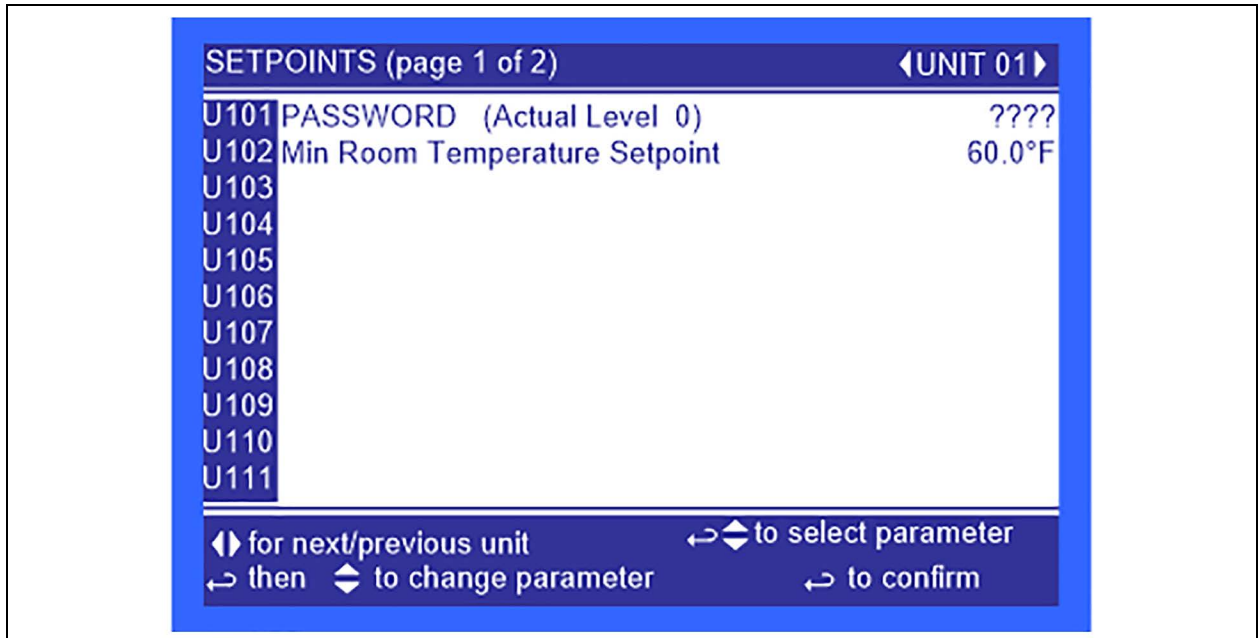 SETPOINTS (page 1 of 2) UNIT 01
U101 PASSWORD (Actual Level 0) ????
U102 Min Room Temperature Setpoint 60.0°F
U103
U104
U105
U106
U107
U108
U109
U110
U111
for next/previous unit to select parameter
then to change parameter to confirm